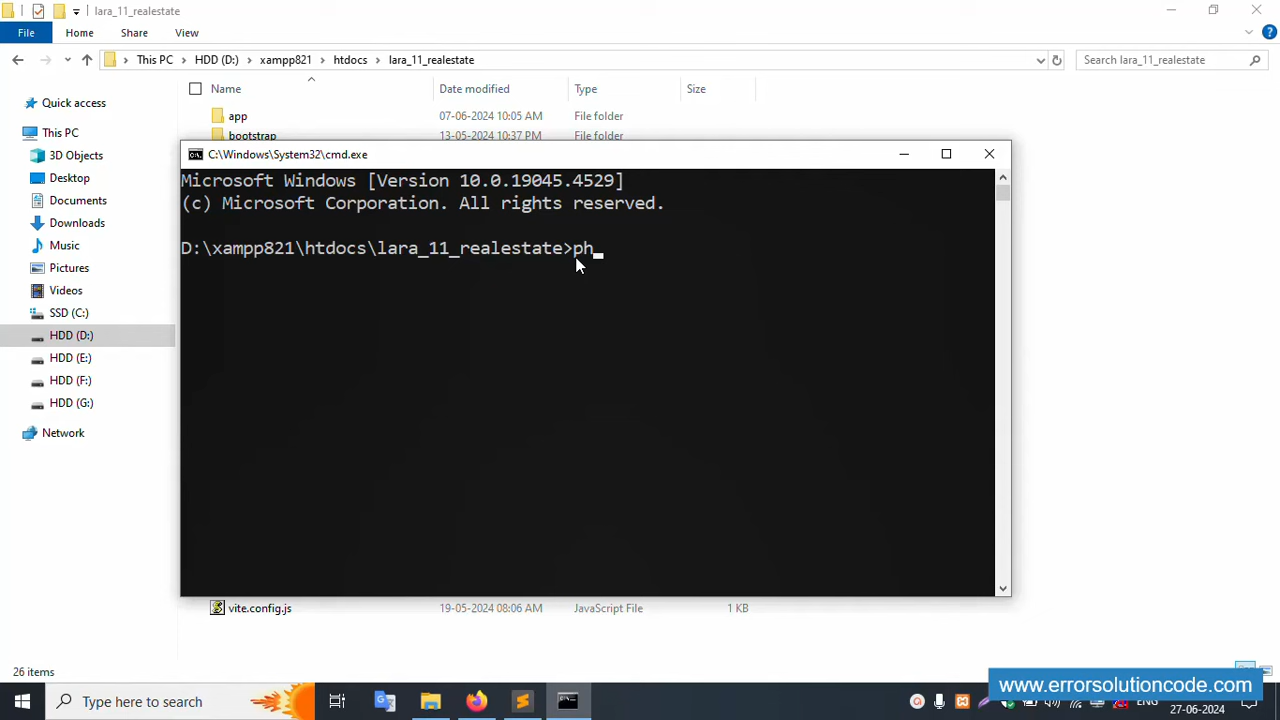 lara_11_realestate
File Home Share View
This PC HDD (D:) xampp821 htdocs lara_11_realestate Search lara_11_realestate
Name Date modified Type Size
Quick access
This PC
3D Objects
Desktop
Documents
Downloads
Music
Pictures
Videos
SSD (C:)
HDD (D:)
HDD (E:)
HDD (F:)
HDD (G:)
Network
app 07-06-2024 10:05 AM File folder
bootstrap 13-05-2024 10:37 PM File folder
C:\Windows\System32\cmd.exe
Microsoft Windows [Version 10.0.19045.4529]
(c) Microsoft Corporation. All rights reserved.
D:\xampp821\htdocs\lara_11_realestate>ph_
vite.config.js 19-05-2024 08:06 AM JavaScript File 1 KB
26 items
www.errorsolutioncode.com
Type here to search
ENG
27-06-2024